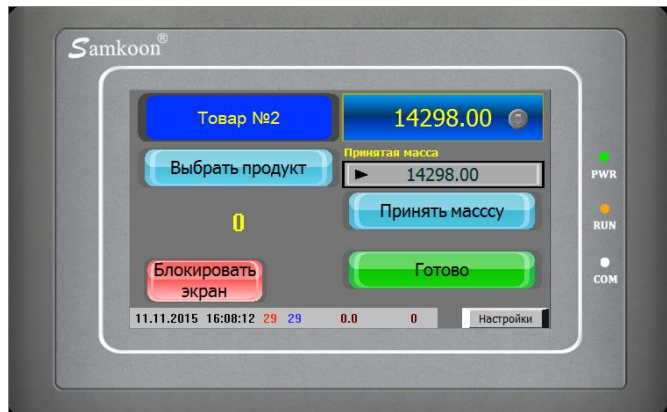 Samkoon®
Товар №2
14298.00
Принятая масса
Выбрать продукт
14298.00
PWR
Принять масссу
0
RUN
Готово
Блокировать
экран
COM
11.11.2015 16:08:12 29 29 0.0 0 Настройки